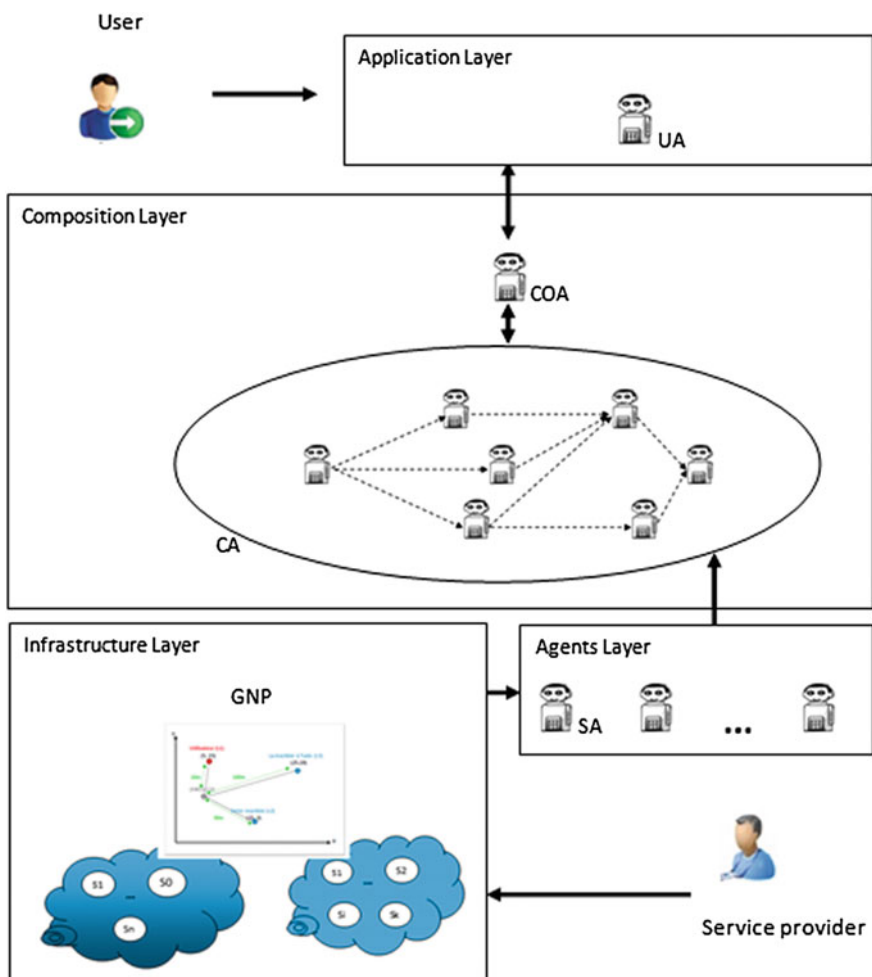 User
Application Layer
UA
Composition Layer
COA
CA
Infrastructure Layer
GNP
Agents Layer
SA
...
S1
S0
Sn
S1
S2
Si
Sk
Service provider